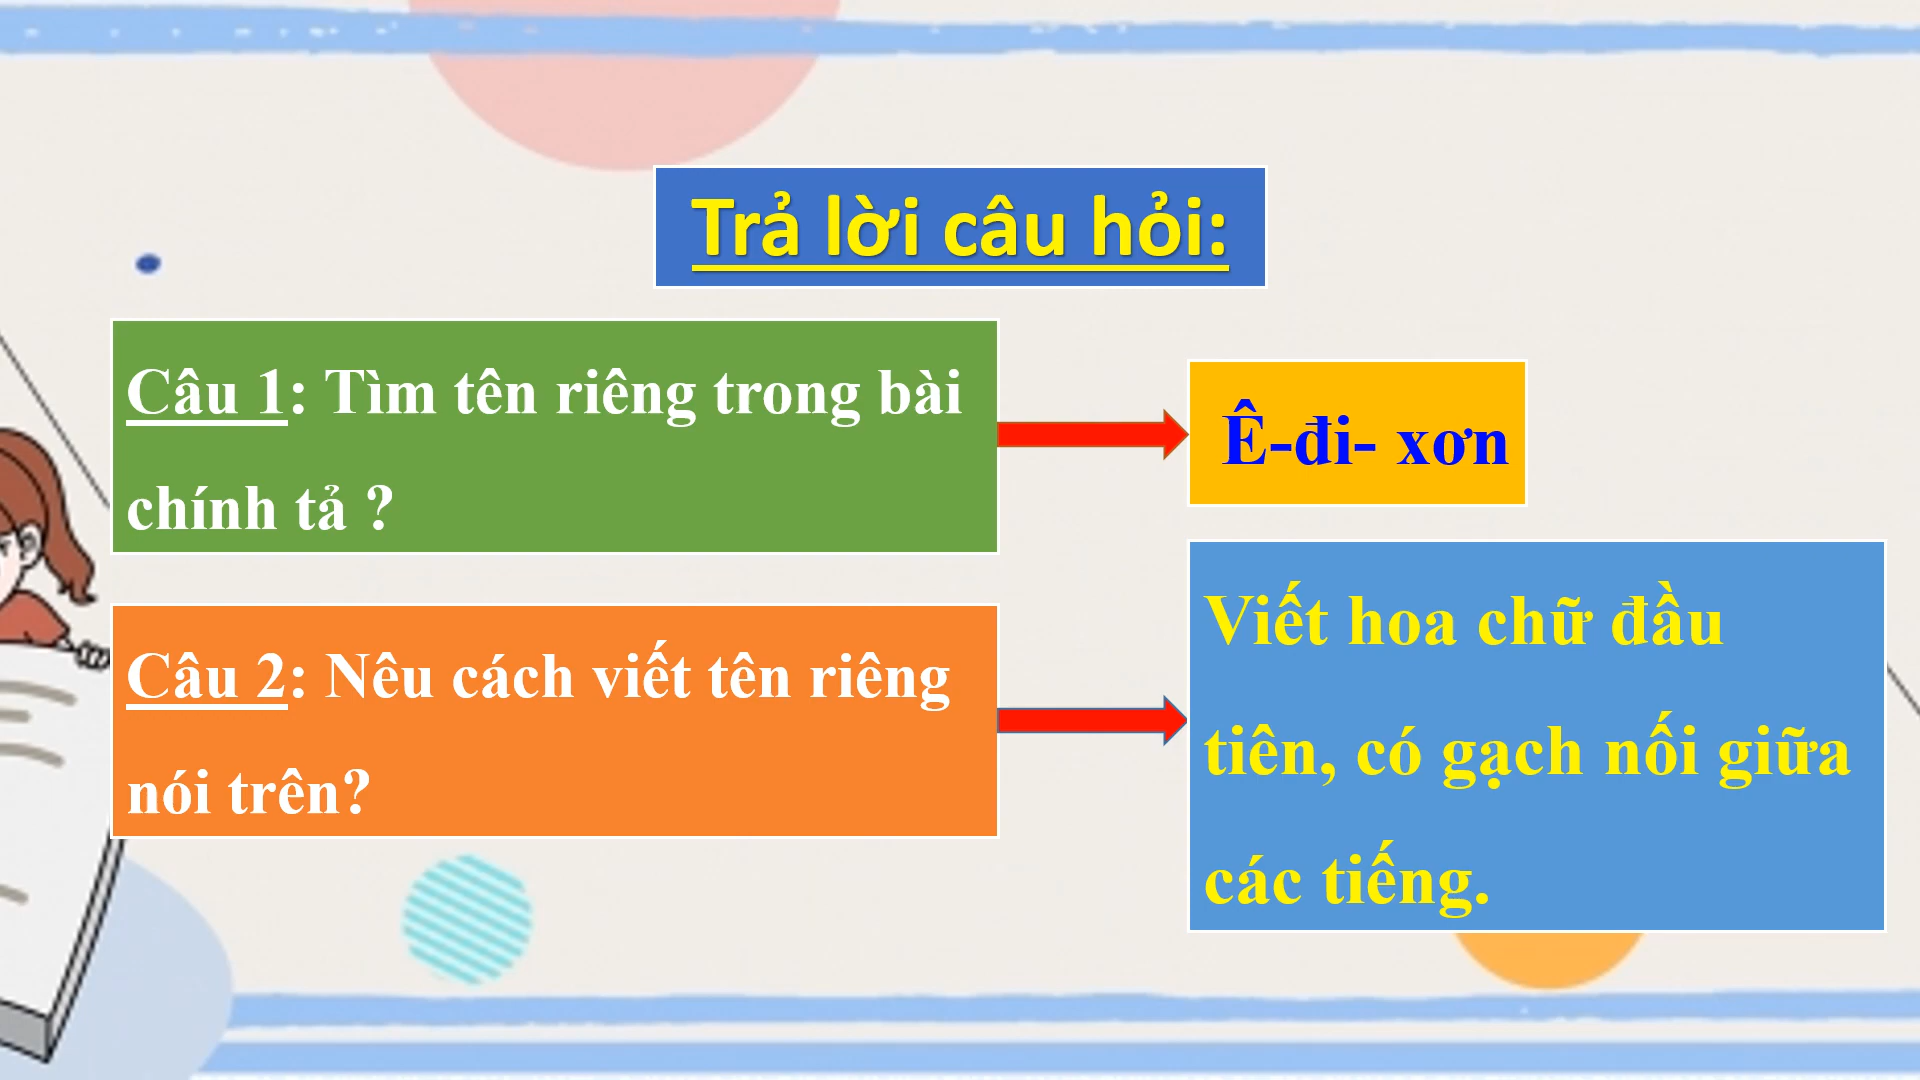 Trả lời câu hỏi:
Câu 1: Tìm tên riêng trong bài
chính tả ?
Ê-đi- xơn
Câu 2: Nêu cách viết tên riêng
nói trên?
Viết hoa chữ đầu
tiên, có gạch nối giữa
các tiếng.